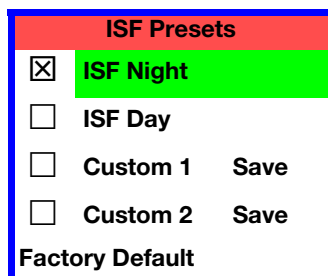 ISF Presets
☒ ISF Night
☐ ISF Day
☐ Custom 1 Save
☐ Custom 2 Save
Factory Default